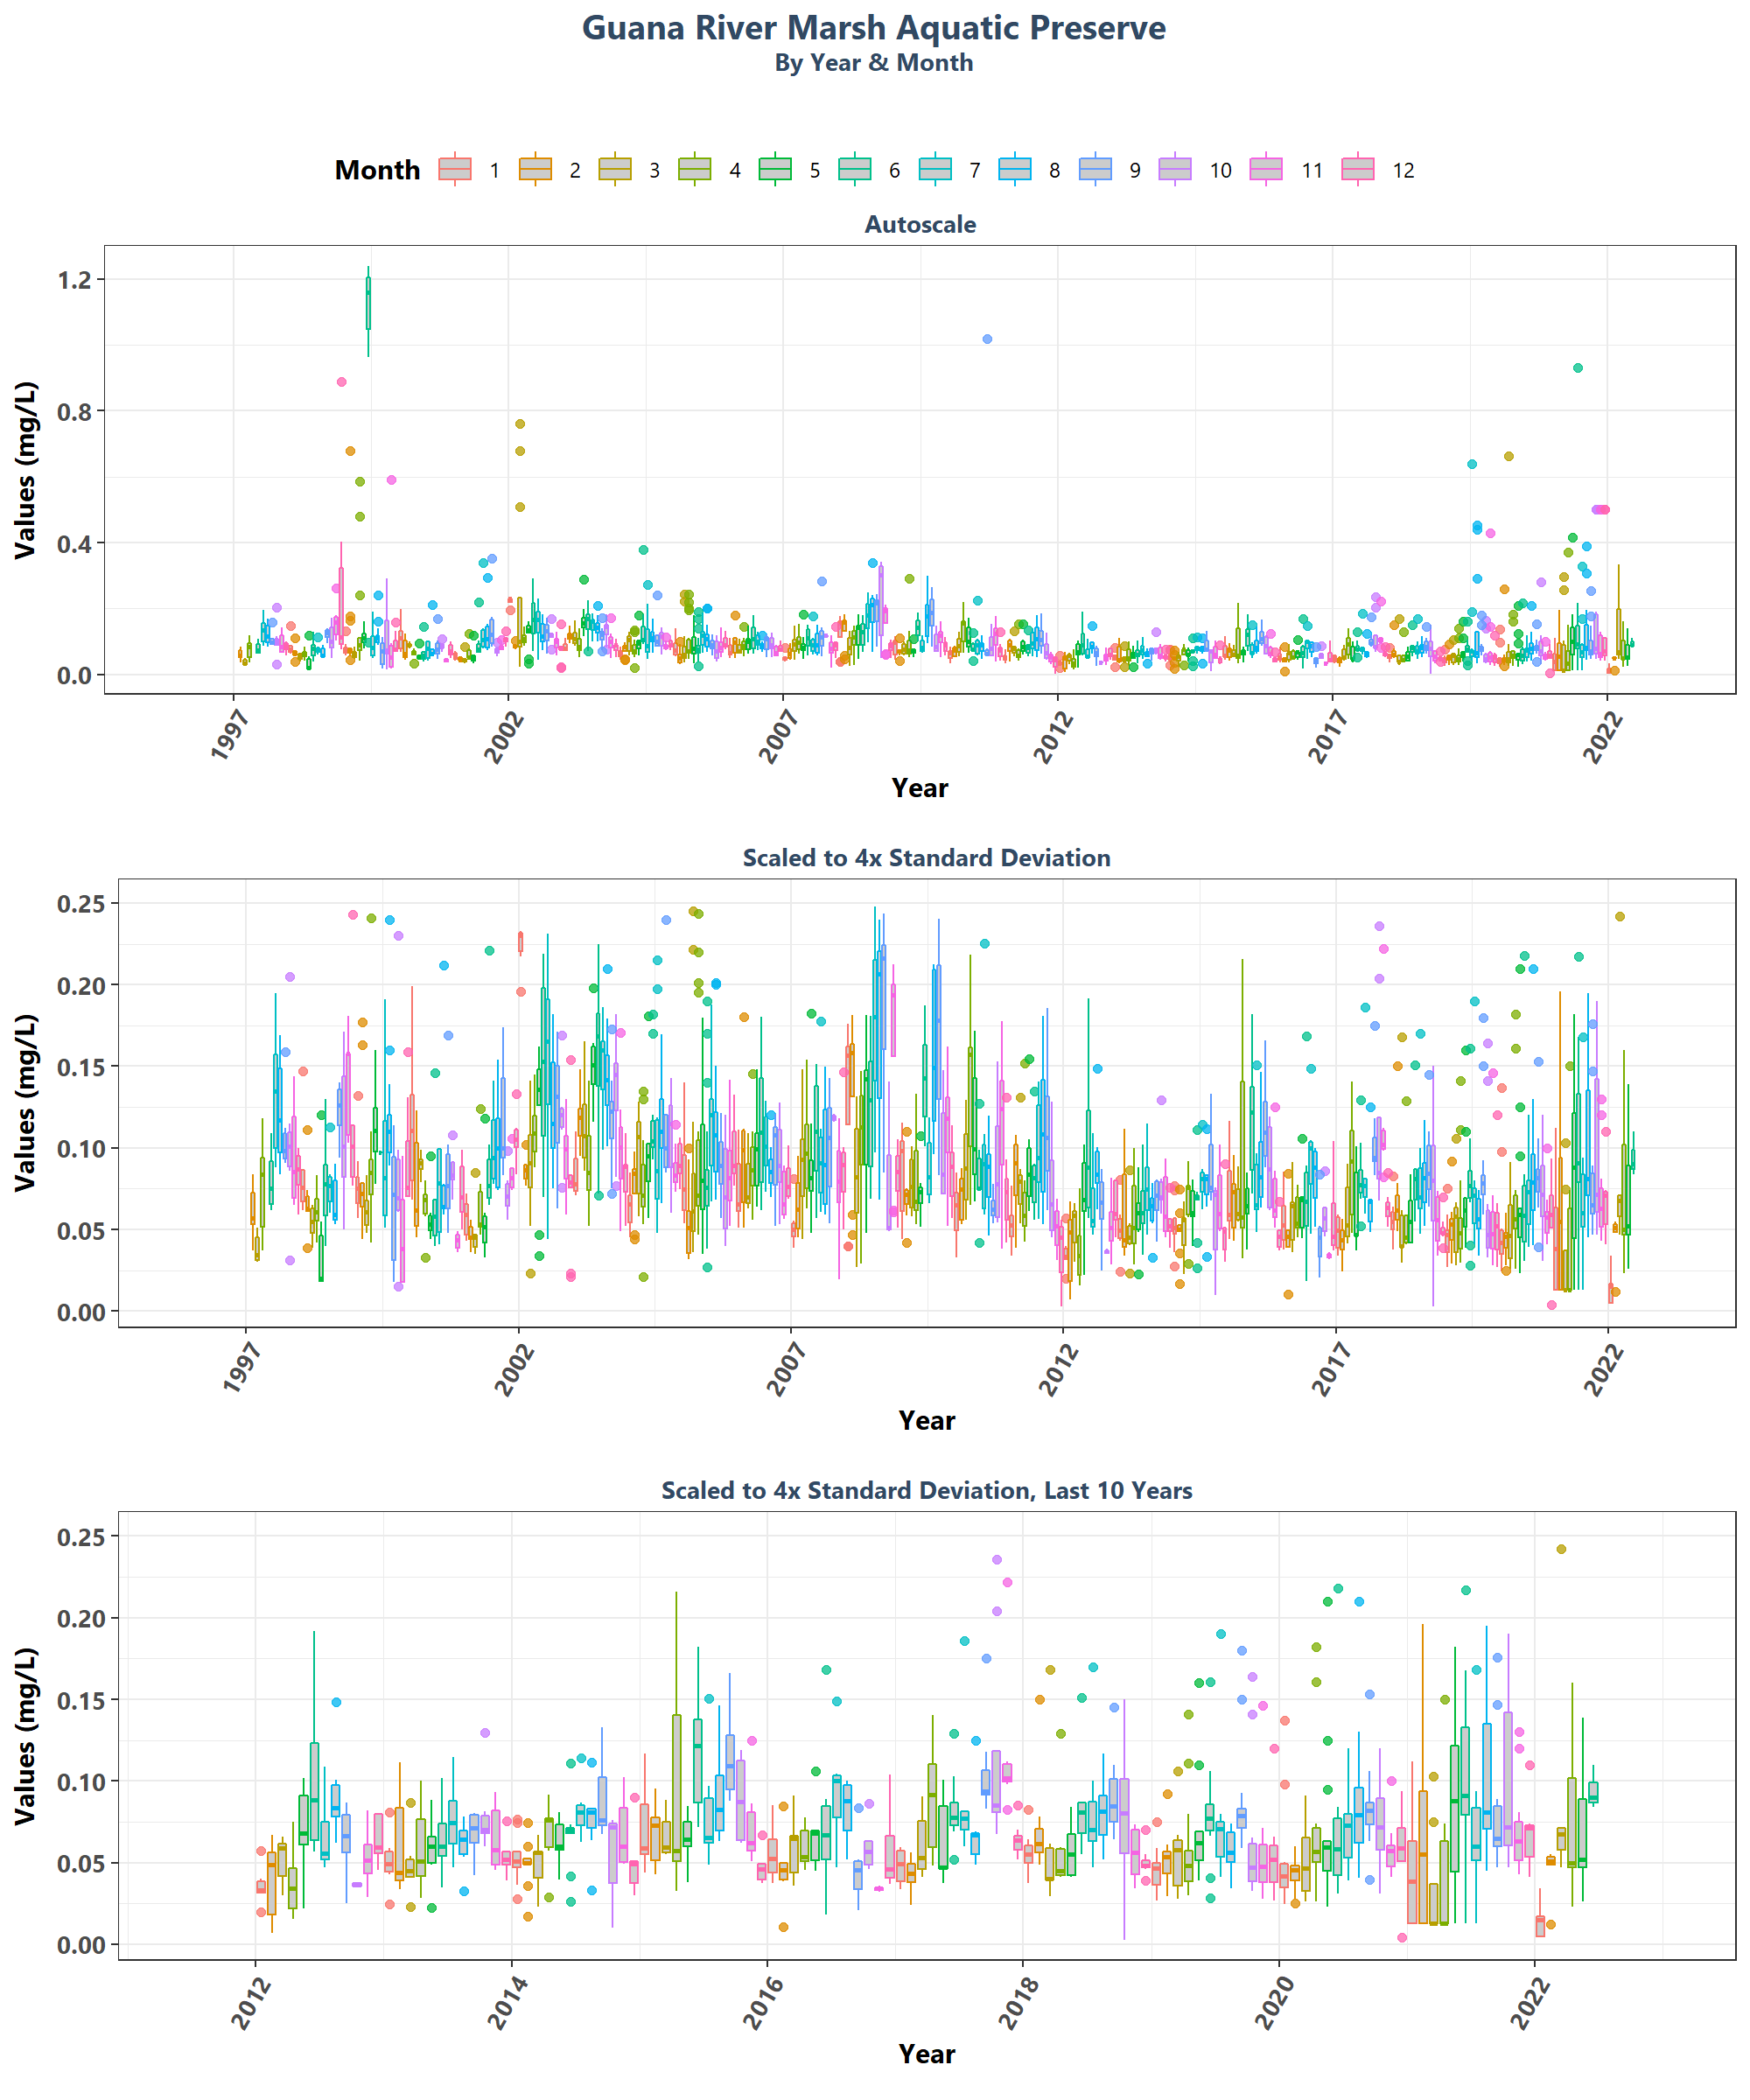 Guana River Marsh Aquatic Preserve
By Year & Month
Month 1 2 3 4 5 6 7 8 9 10 11 12
Autoscale
Values (mg/L)
1.2
0.8
0.4
0.0
1997 2002 2007 2012 2017 2022
Year
Scaled to 4x Standard Deviation
Values (mg/L)
0.25
0.20
0.15
0.10
0.05
0.00
1997 2002 2007 2012 2017 2022
Year
Scaled to 4x Standard Deviation, Last 10 Years
Values (mg/L)
0.25
0.20
0.15
0.10
0.05
0.00
2012 2014 2016 2018 2020 2022
Year